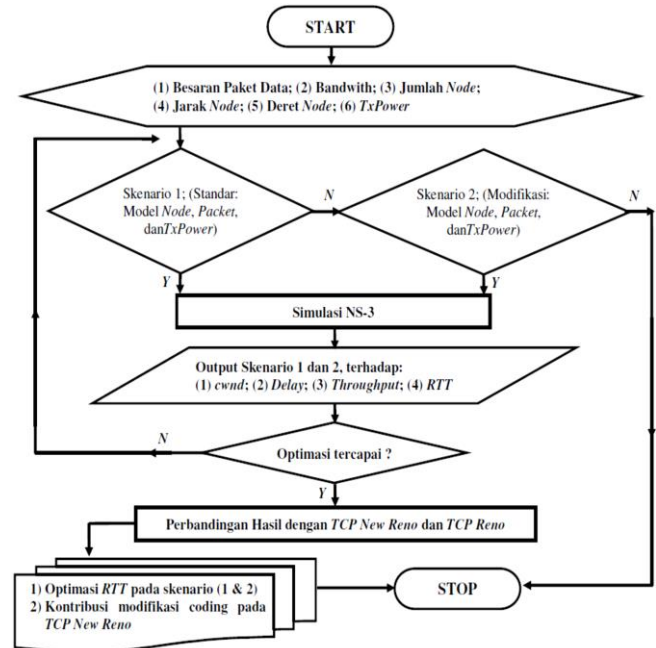 START
(1) Besaran Paket Data; (2) Bandwith; (3) Jumlah Node;
(4) Jarak Node; (5) Deret Node; (6) TxPower
Skenario 1; (Standar:
Model Node, Packet,
danTxPower)
N
Skenario 2; (Modifikasi:
Model Node, Packet,
danTxPower)
N
Y
Y
Simulasi NS-3
Output Skenario 1 dan 2, terhadap:
(1) cwnd; (2) Delay; (3) Throughput; (4) RTT
N
Optimasi tercapai ?
Y
Perbandingan Hasil dengan TCP New Reno dan TCP Reno
1) Optimasi RTT pada skenario (1 & 2)
2) Kontribusi modifikasi coding pada
TCP New Reno
STOP